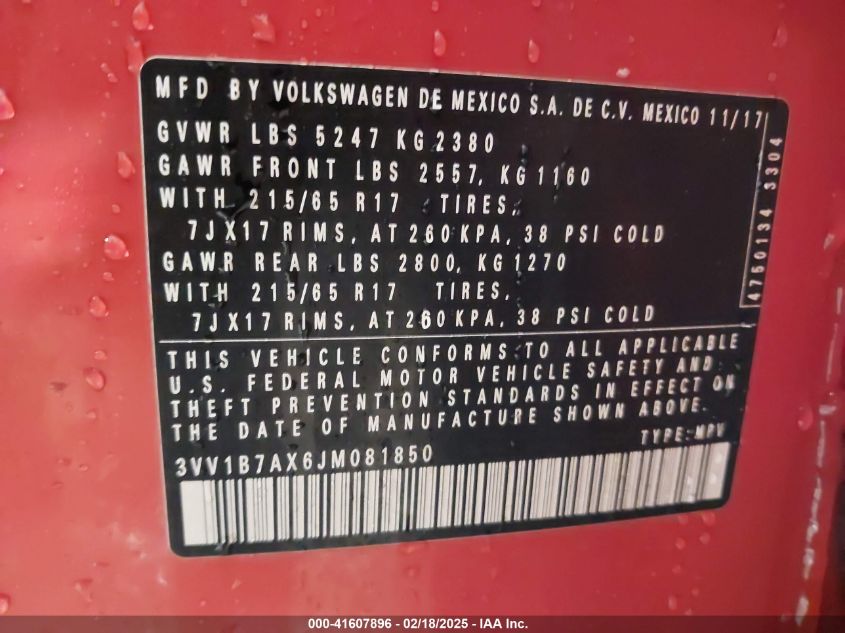 MFD BY VOLKSWAGEN DE MEXICO S.A. DE C.V. MEXICO 11/17
GVWR LBS 5247 KG 2380
GAWR FRONT LBS 2557, KG 1160
WITH 215/65 R17 TIRES,
7JX17 RIMS, AT 260 KPA, 38 PSI COLD
GAWR REAR LBS 2800, KG 1270
WITH 215/65 R17 TIRES,
7JX17 RIMS, AT 260 KPA, 38 PSI COLD
4750134 3304
THIS VEHICLE CONFORMS TO ALL APPLICABLE
U.S. FEDERAL MOTOR VEHICLE SAFETY AND
THEFT PREVENTION STANDARDS IN EFFECT ON
THE DATE OF MANUFACTURE SHOWN ABOVE.
TYPE: MPV
3VV1B7AX6JM081850
000-41607896 - 02/18/2025 - IAA Inc.